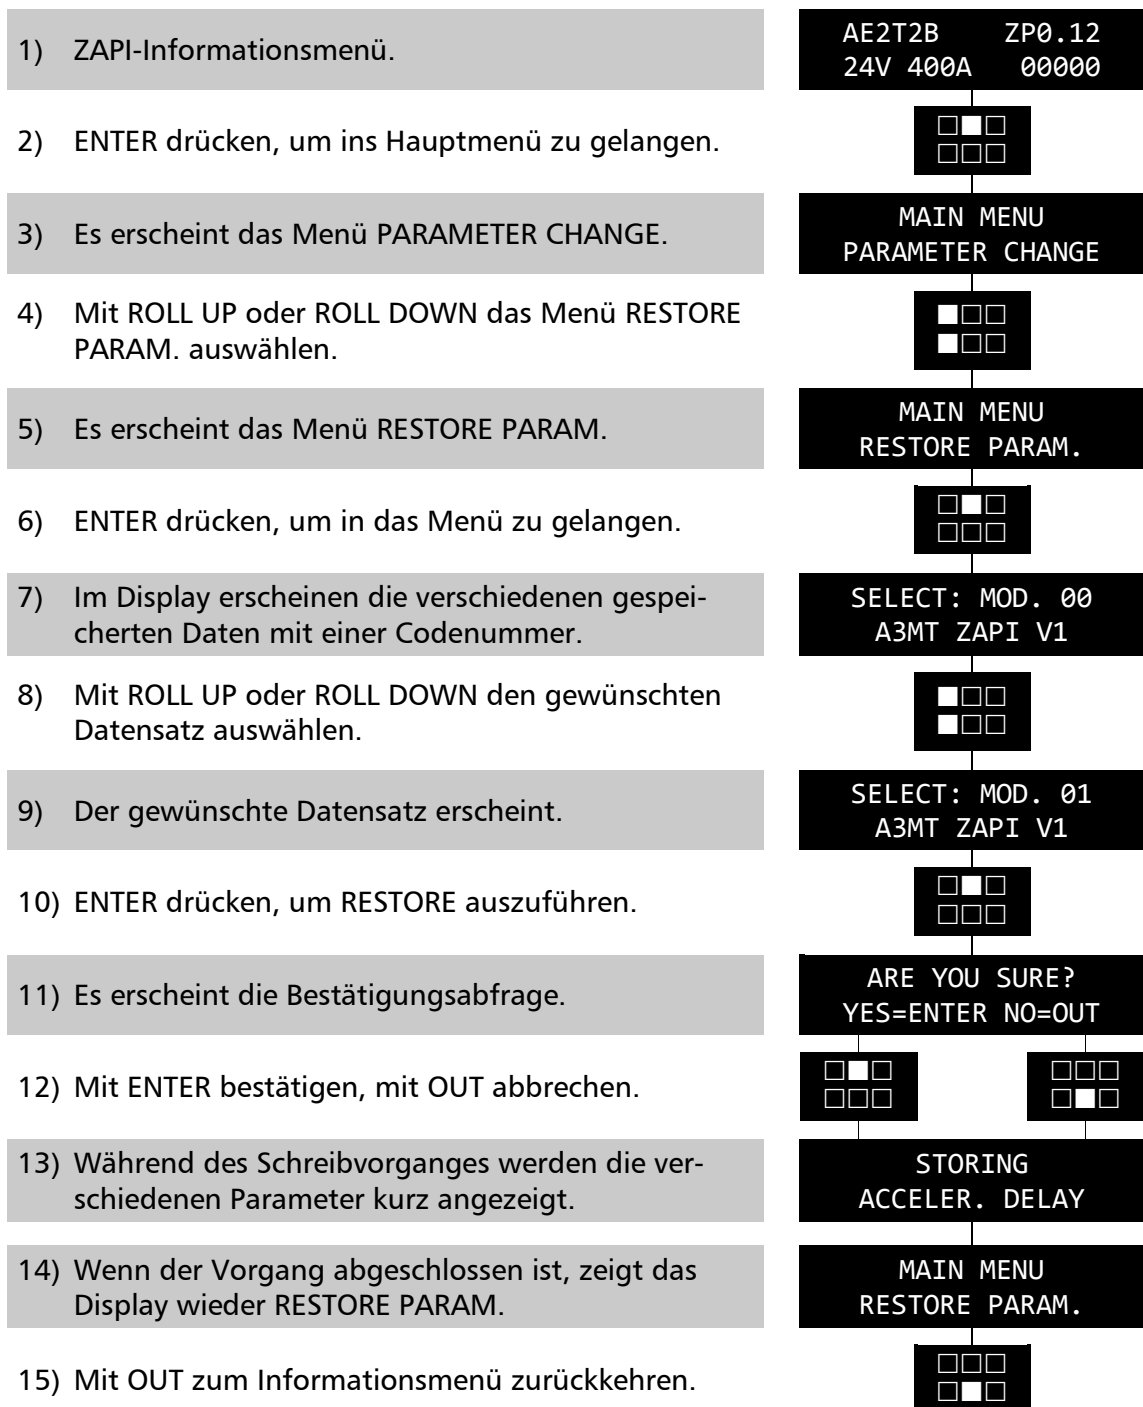 1) ZAPI-Informationsmenü.
AE2T2B ZP0.12
24V 400A 00000
2) ENTER drücken, um ins Hauptmenü zu gelangen.
3) Es erscheint das Menü PARAMETER CHANGE.
MAIN MENU
PARAMETER CHANGE
4) Mit ROLL UP oder ROLL DOWN das Menü RESTORE
PARAM. auswählen.
5) Es erscheint das Menü RESTORE PARAM.
MAIN MENU
RESTORE PARAM.
6) ENTER drücken, um in das Menü zu gelangen.
7) Im Display erscheinen die verschiedenen gespei-
cherten Daten mit einer Codenummer.
SELECT: MOD. 00
A3MT ZAPI V1
8) Mit ROLL UP oder ROLL DOWN den gewünschten
Datensatz auswählen.
9) Der gewünschte Datensatz erscheint.
SELECT: MOD. 01
A3MT ZAPI V1
10) ENTER drücken, um RESTORE auszuführen.
11) Es erscheint die Bestätigungsabfrage.
ARE YOU SURE?
YES=ENTER NO=OUT
12) Mit ENTER bestätigen, mit OUT abbrechen.
13) Während des Schreibvorganges werden die ver-
schiedenen Parameter kurz angezeigt.
STORING
ACCELER. DELAY
14) Wenn der Vorgang abgeschlossen ist, zeigt das
Display wieder RESTORE PARAM.
MAIN MENU
RESTORE PARAM.
15) Mit OUT zum Informationsmenü zurückkehren.